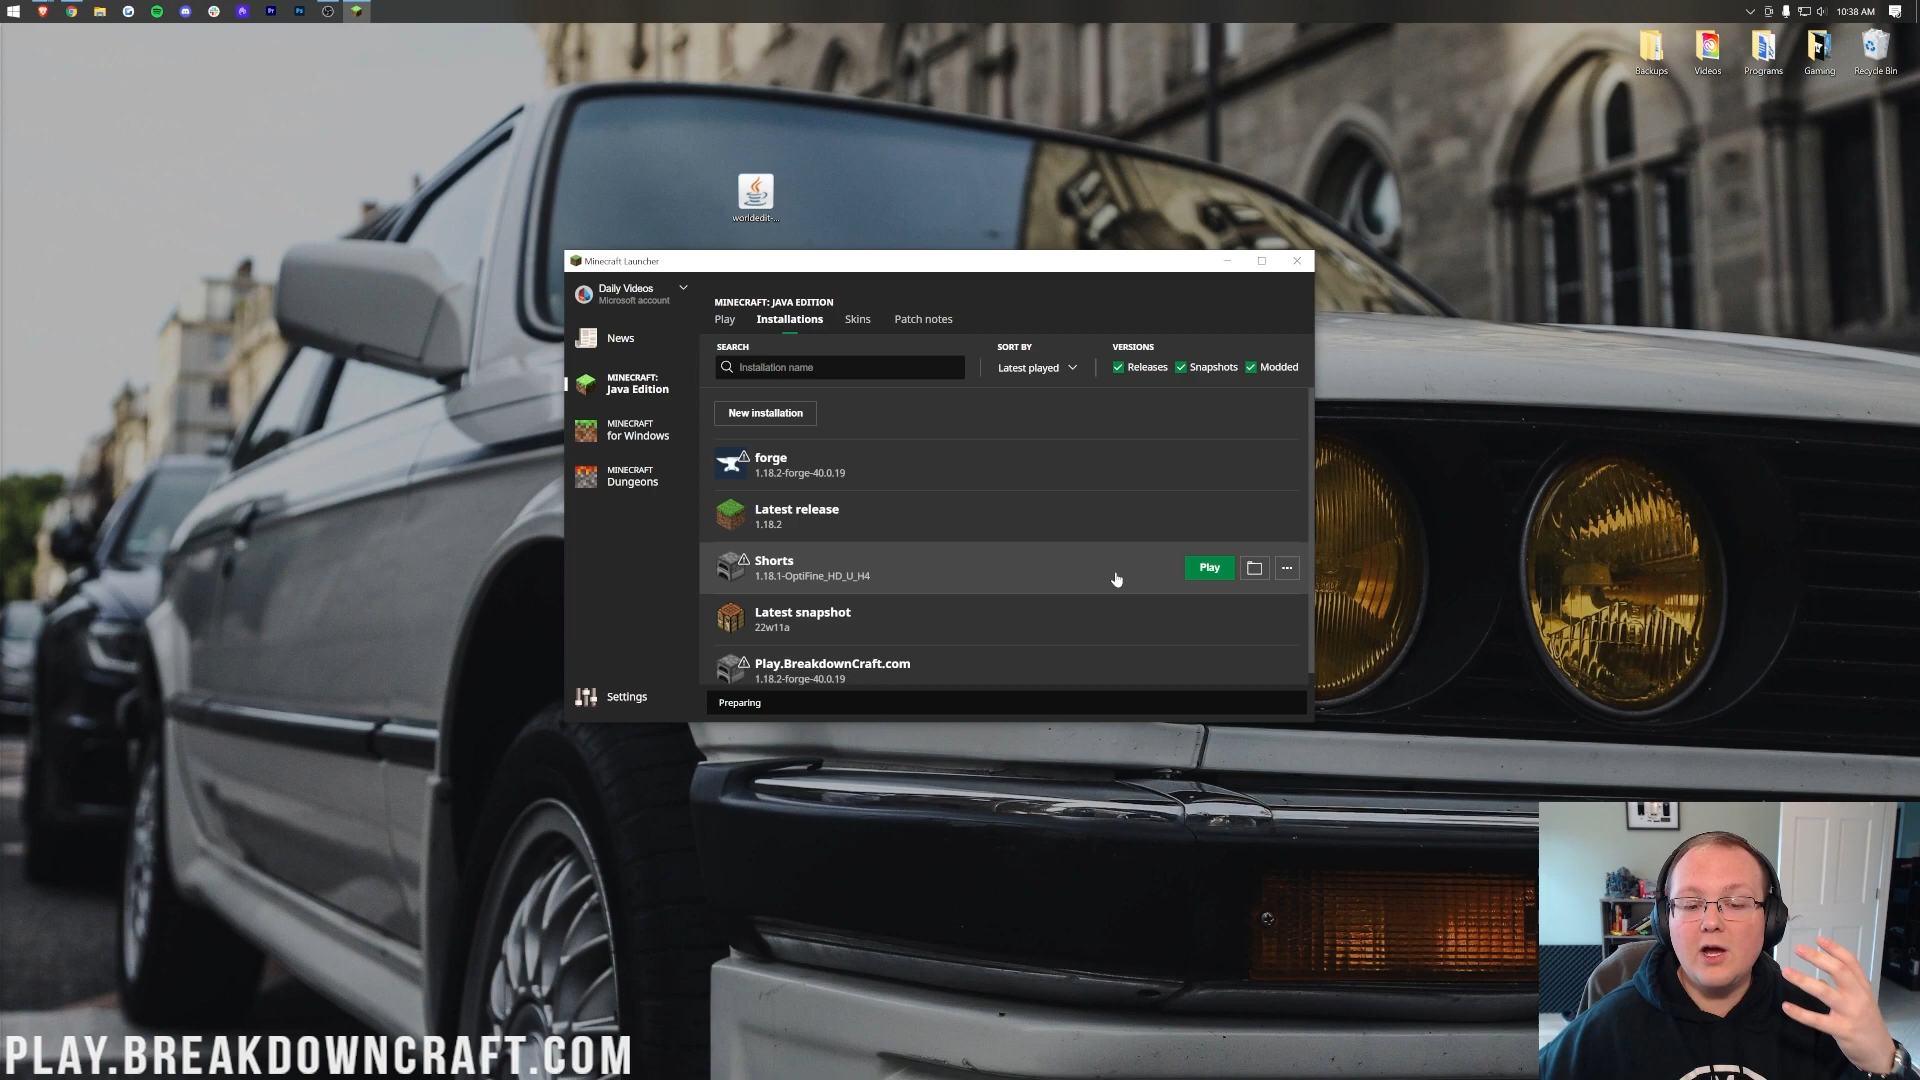 10:38 AM
Backups
Videos
Programs
Gaming
Recycle Bin
worldedit-...
Minecraft Launcher
Daily Videos
Microsoft account
News
MINECRAFT:
Java Edition
MINECRAFT
for Windows
MINECRAFT
Dungeons
Settings
MINECRAFT: JAVA EDITION
Play Installations Skins Patch notes
SEARCH SORT BY VERSIONS
Installation name Latest played Releases Snapshots Modded
New installation
forge
1.18.2-forge-40.0.19
Latest release
1.18.2
Shorts
1.18.1-OptiFine_HD_U_H4
Play
Latest snapshot
22w11a
Play.BreakdownCraft.com
1.18.2-forge-40.0.19
Preparing
PLAY.BREAKDOWNCRAFT.COM